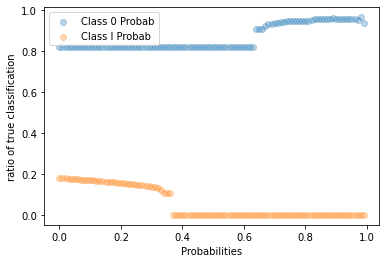 1.0
0.8
0.6
0.4
0.2
0.0
ratio of true classification
Class 0 Probab
Class I Probab
0.0 0.2 0.4 0.6 0.8 1.0
Probabilities